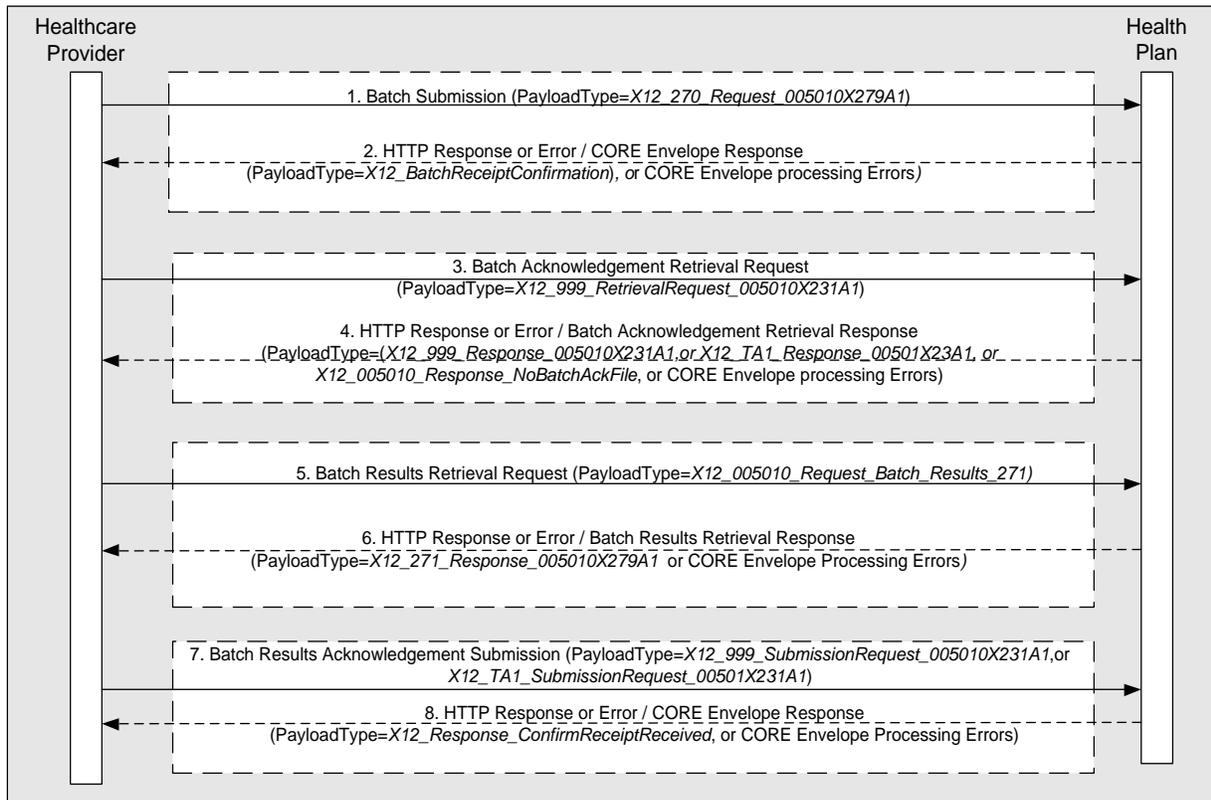 Healthcare
Provider
Health
Plan
1. Batch Submission (PayloadType=X12_270_Request_005010X279A1)
2. HTTP Response or Error / CORE Envelope Response
(PayloadType=X12_BatchReceiptConfirmation), or CORE Envelope processing Errors)
3. Batch Acknowledgement Retrieval Request
(PayloadType=X12_999_RetrievalRequest_005010X231A1)
4. HTTP Response or Error / Batch Acknowledgement Retrieval Response
(PayloadType=(X12_999_Response_005010X231A1,or X12_TA1_Response_00501X23A1, or
X12_005010_Response_NoBatchAckFile, or CORE Envelope processing Errors)
5. Batch Results Retrieval Request (PayloadType=X12_005010_Request_Batch_Results_271)
6. HTTP Response or Error / Batch Results Retrieval Response
(PayloadType=X12_271_Response_005010X279A1 or CORE Envelope Processing Errors)
7. Batch Results Acknowledgement Submission (PayloadType=X12_999_SubmissionRequest_005010X231A1,or
X12_TA1_SubmissionRequest_00501X231A1)
8. HTTP Response or Error / CORE Envelope Response
(PayloadType=X12_Response_ConfirmReceiptReceived, or CORE Envelope Processing Errors)